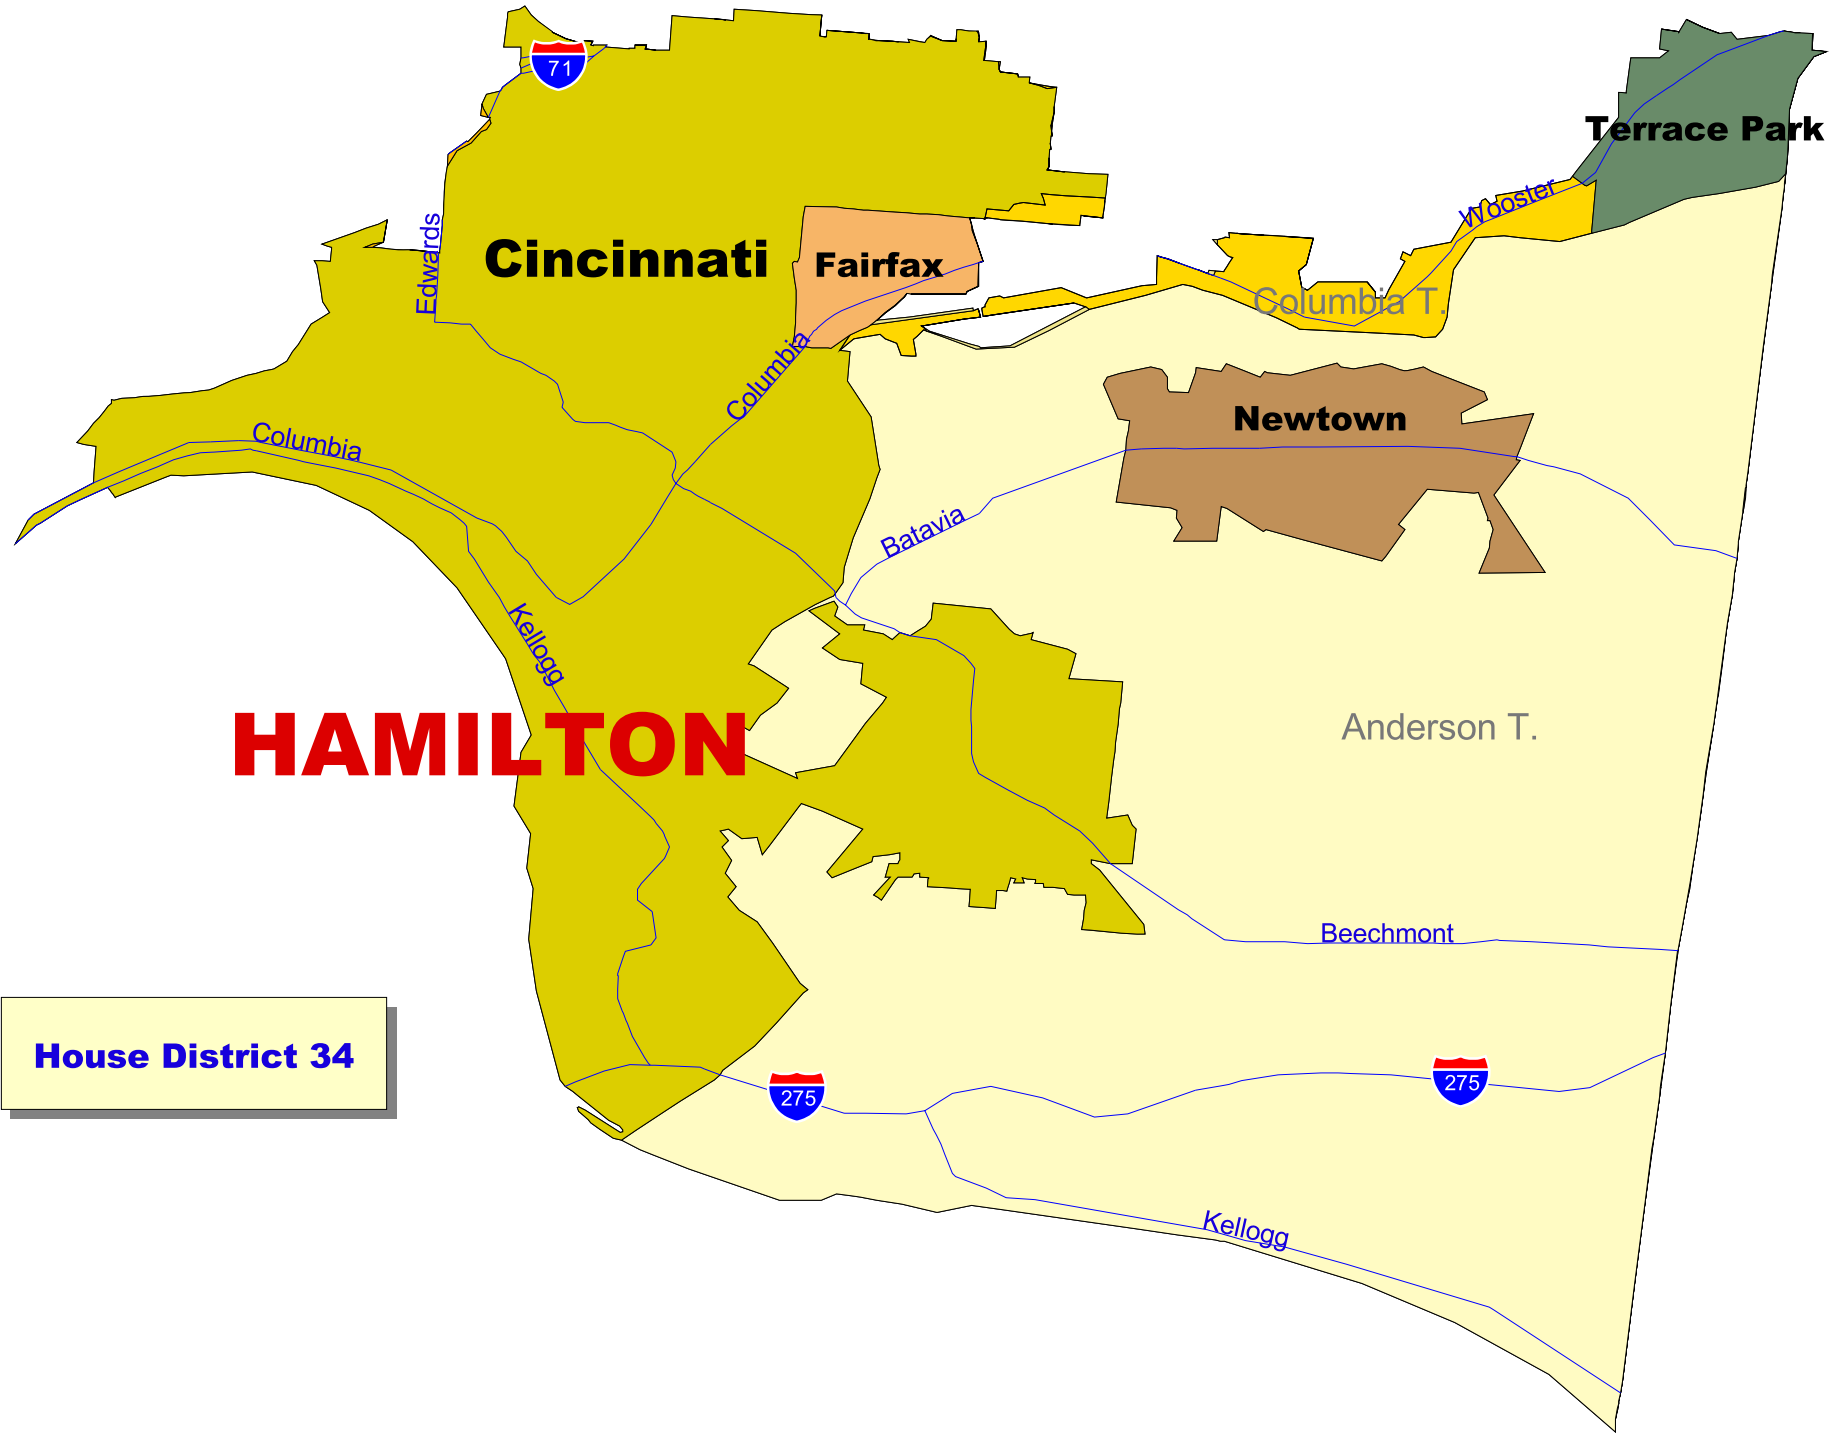 71
Terrace Park
Wooster
Edwards
Cincinnati
Fairfax
Columbia T.
Columbia
Newtown
Columbia
Batavia
Kellogg
HAMILTON
Anderson T.
Beechmont
House District 34
275
275
Kellogg